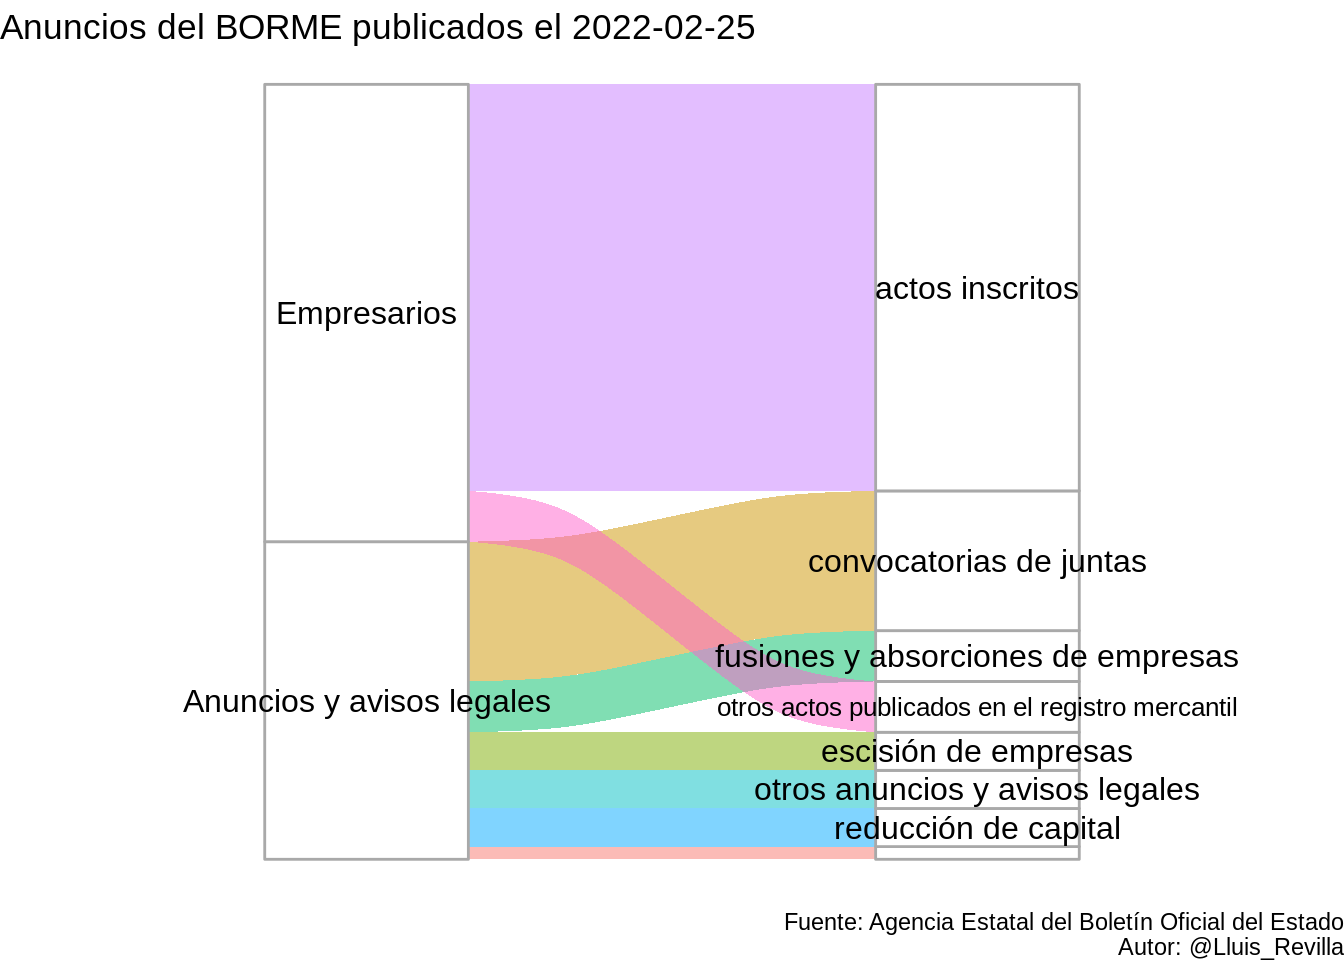 Anuncios del BORME publicados el 2022-02-25
Empresarios
Anuncios y avisos legales
actos inscritos
convocatorias de juntas
fusiones y absorciones de empresas
otros actos publicados en el registro mercantil
escisión de empresas
otros anuncios y avisos legales
reducción de capital
Fuente: Agencia Estatal del Boletín Oficial del Estado
Autor: @Lluis_Revilla